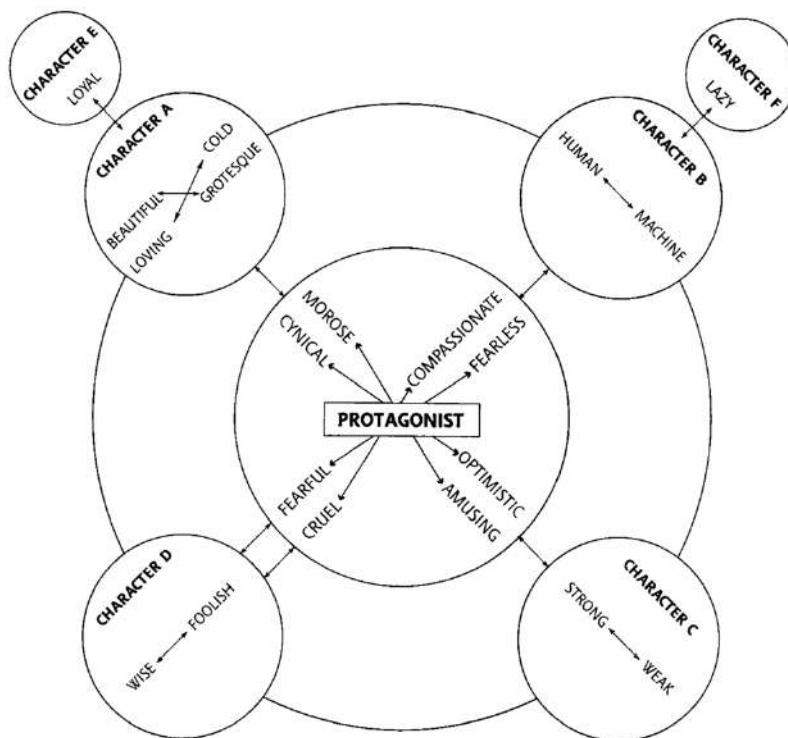 CHARACTER E
LOYAL
CHARACTER F
LAZY
CHARACTER A
COLD
GROTESQUE
BEAUTIFUL
LOVING
CHARACTER B
HUMAN
MACHINE
MOROSE
CYNICAL
COMPASSIONATE
FEARLESS
PROTAGONIST
FEARFUL
CRUEL
OPTIMISTIC
AMUSING
CHARACTER D
FOOLISH
WISE
CHARACTER C
STRONG
WEAK